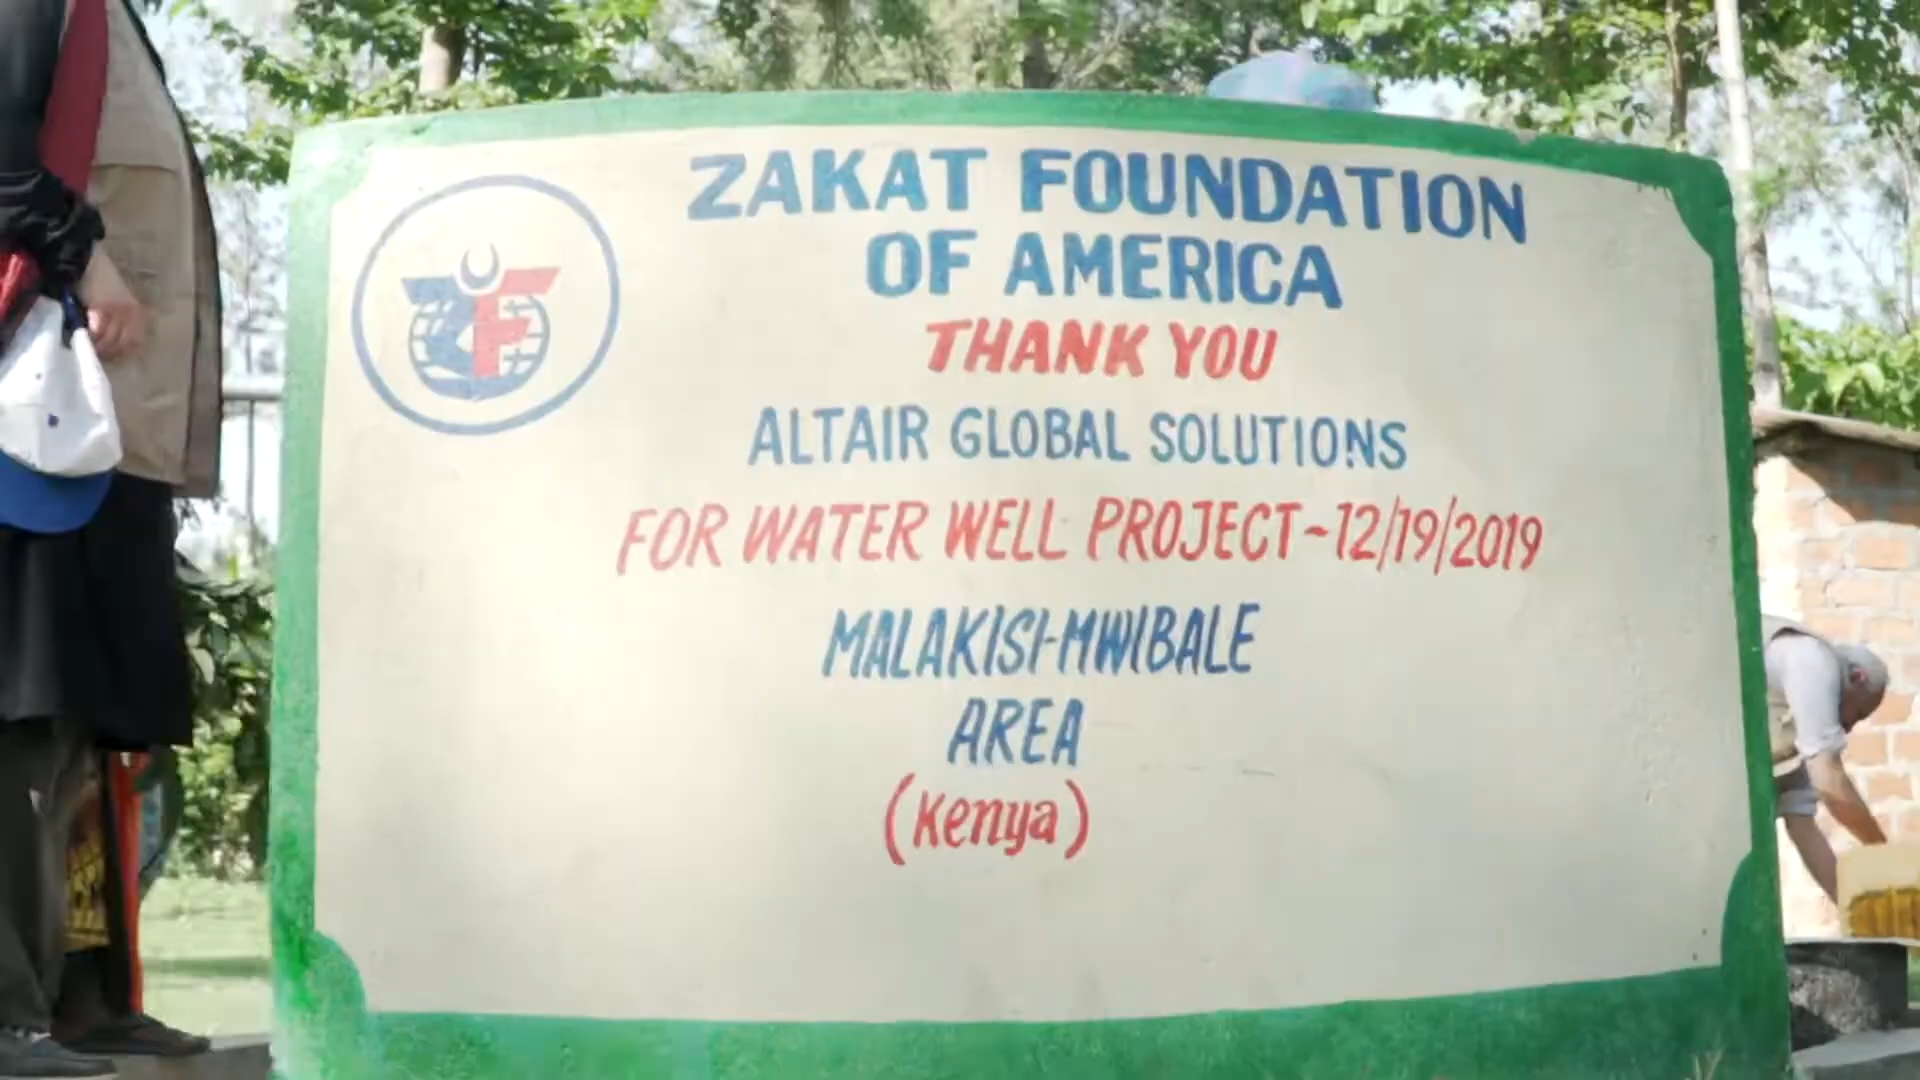 ZAKAT FOUNDATION
OF AMERICA
ZF
THANK YOU
ALTAIR GLOBAL SOLUTIONS
FOR WATER WELL PROJECT-12/19/2019
MALAKISI-MWIBALE
AREA
(Kenya)